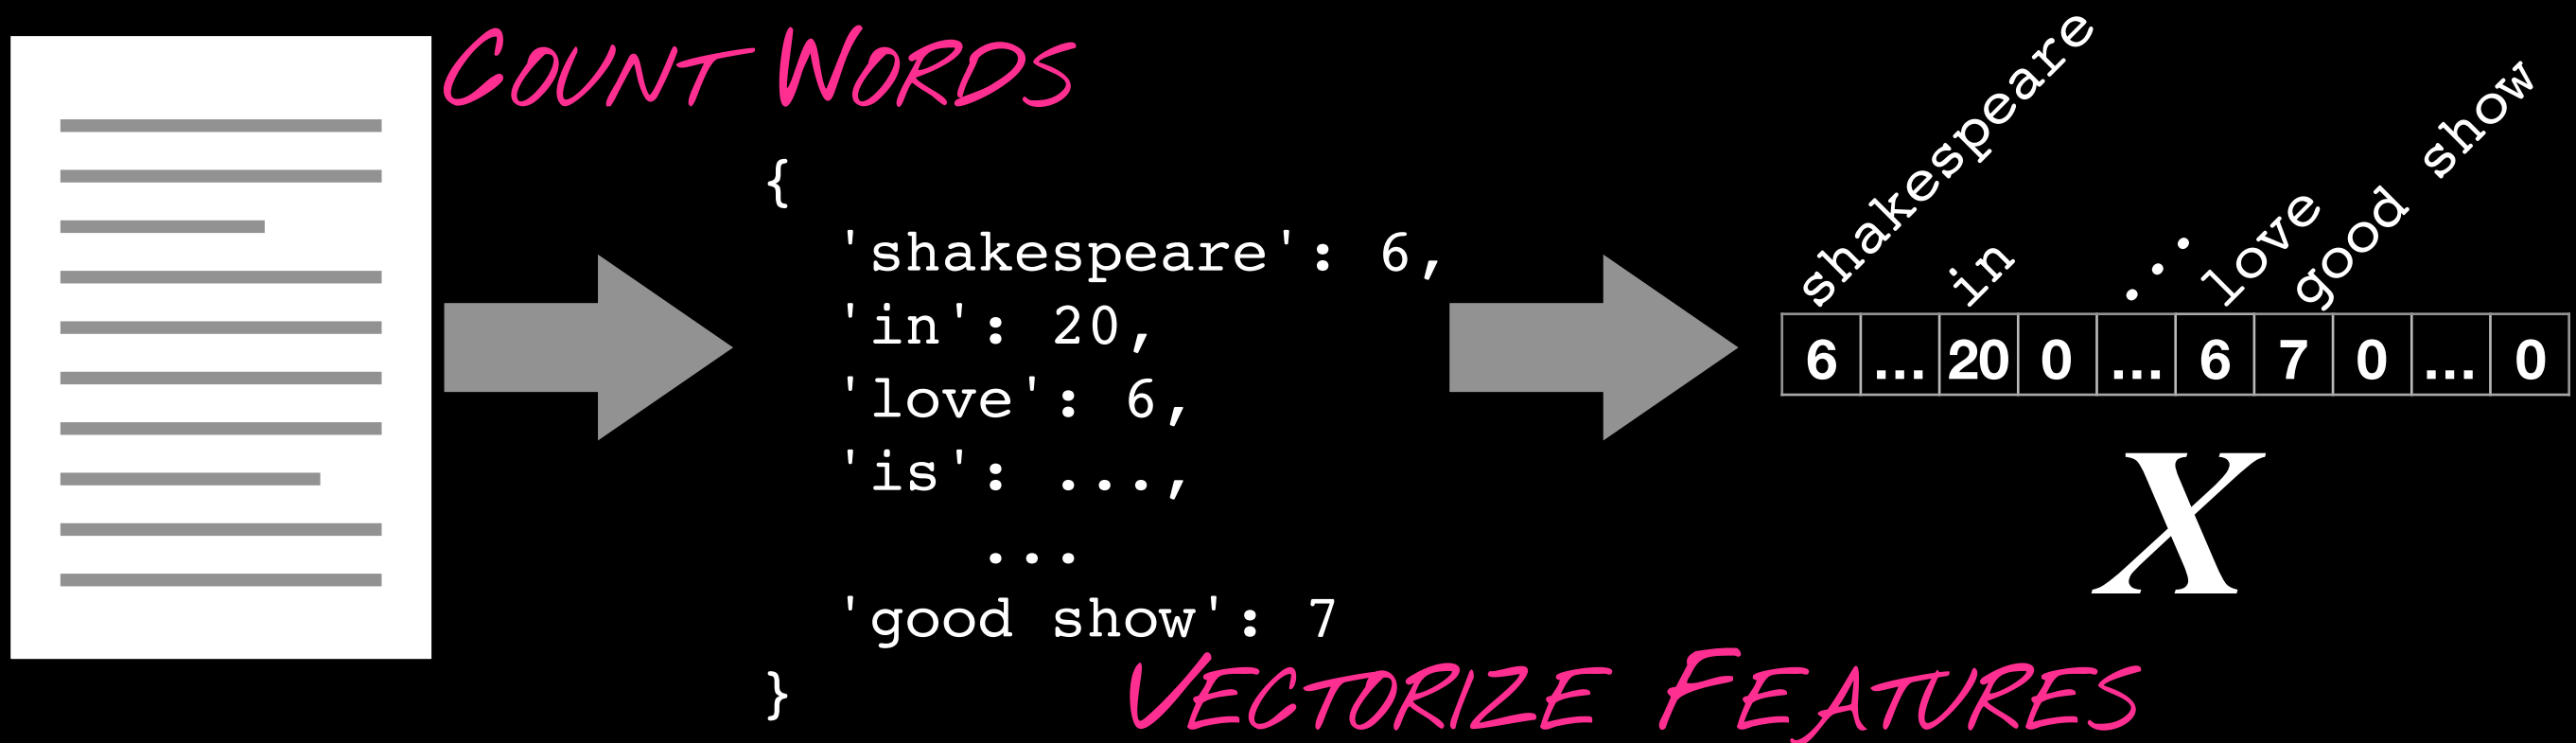 COUNT WORDS
{
'shakespeare': 6,
'in': 20,
'love': 6,
'is': ...,
...
'good show': 7
}
VECTORIZE FEATURES
shakespeare
in
...
love
good show
6 ... 20 0 ... 6 7 0 ... 0
X